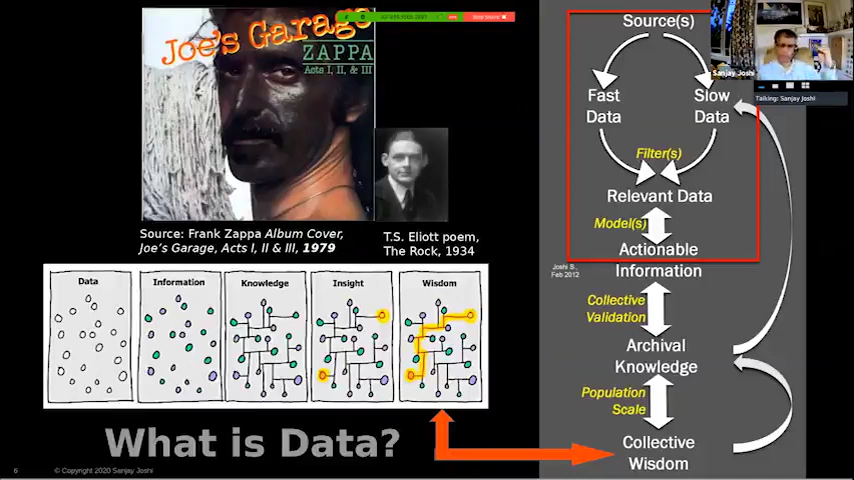 Joe's Garage
ZAPPA
Acts I, II & III
Source: Frank Zappa Album Cover,
Joe's Garage, Acts I, II & III, 1979
T.S. Eliott poem,
The Rock, 1934
Data
Information
Knowledge
Insight
Wisdom
What is Data?
6
© Copyright 2020 Sanjay Joshi
Source(s)
Fast
Data
Slow
Data
Filter(s)
Relevant Data
Model(s)
Actionable
Information
Joshi S.,
Feb 2012
Collective
Validation
Archival
Knowledge
Population
Scale
Collective
Wisdom
Sanjay Joshi
Talking: Sanjay Joshi